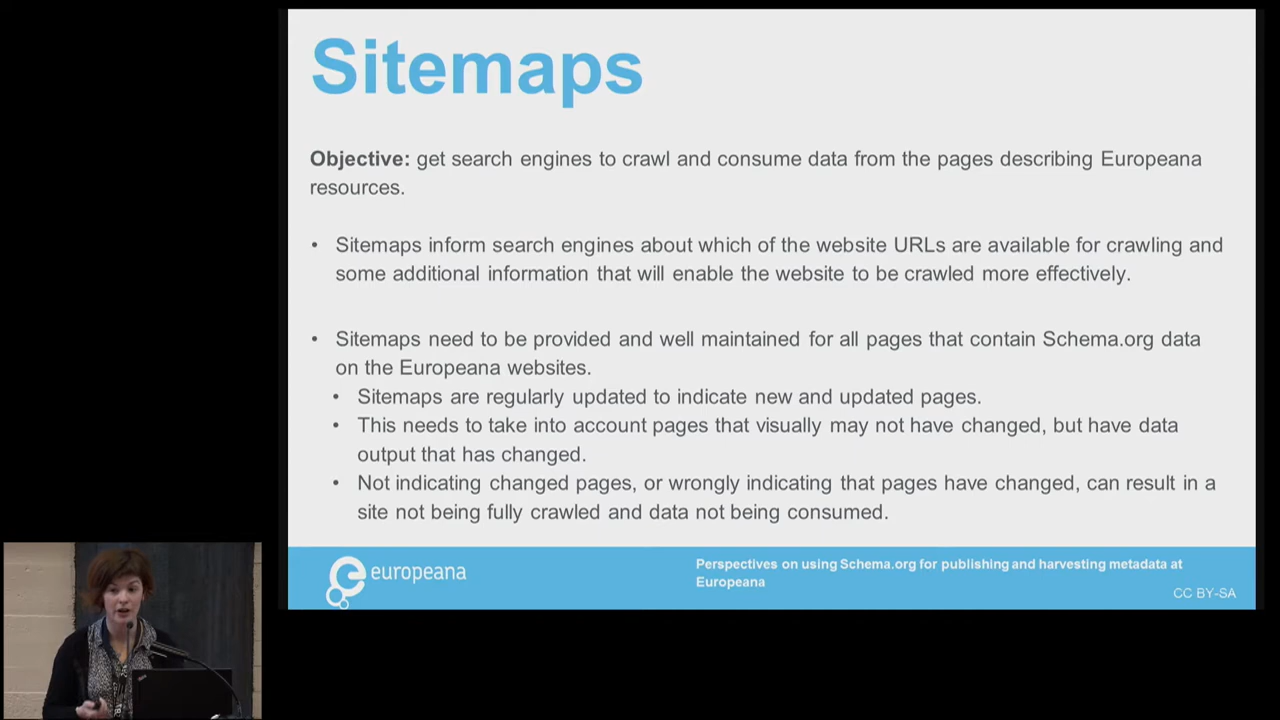 Sitemaps
Objective: get search engines to crawl and consume data from the pages describing Europeana
resources.
• Sitemaps inform search engines about which of the website URLs are available for crawling and
some additional information that will enable the website to be crawled more effectively.
• Sitemaps need to be provided and well maintained for all pages that contain Schema.org data
on the Europeana websites.
• Sitemaps are regularly updated to indicate new and updated pages.
• This needs to take into account pages that visually may not have changed, but have data
output that has changed.
• Not indicating changed pages, or wrongly indicating that pages have changed, can result in a
site not being fully crawled and data not being consumed.
europeana
Perspectives on using Schema.org for publishing and harvesting metadata at
Europeana
CC BY-SA